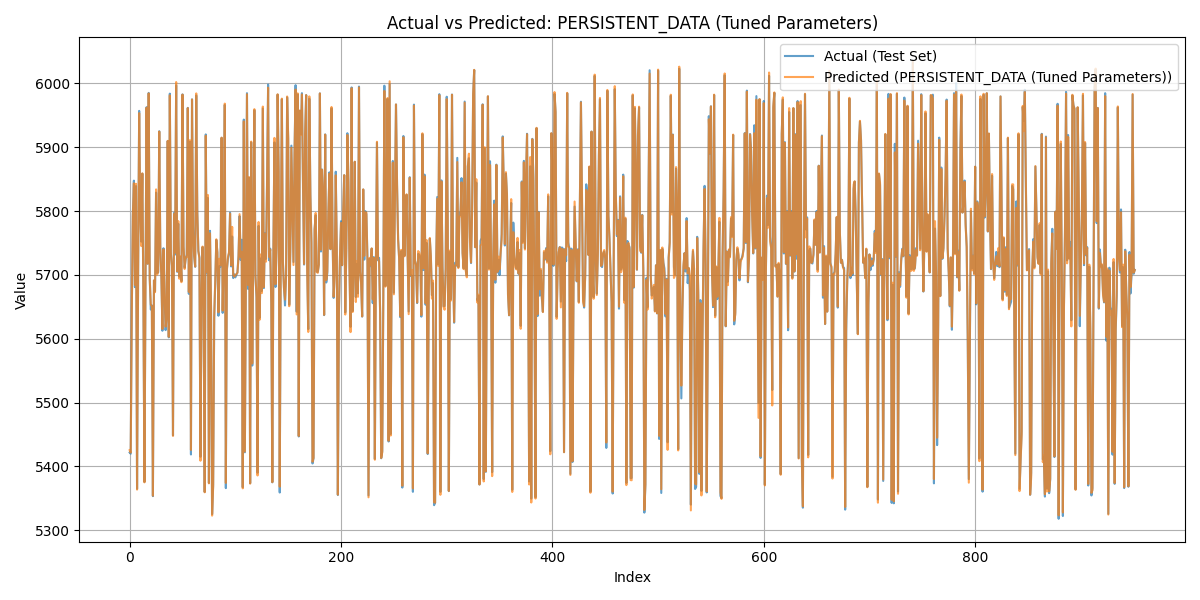 Actual vs Predicted: PERSISTENT_DATA (Tuned Parameters)
Actual (Test Set)
Predicted (PERSISTENT_DATA (Tuned Parameters))
6000
5900
5800
5700
5600
5500
5400
5300
Value
0 200 400 600 800
Index